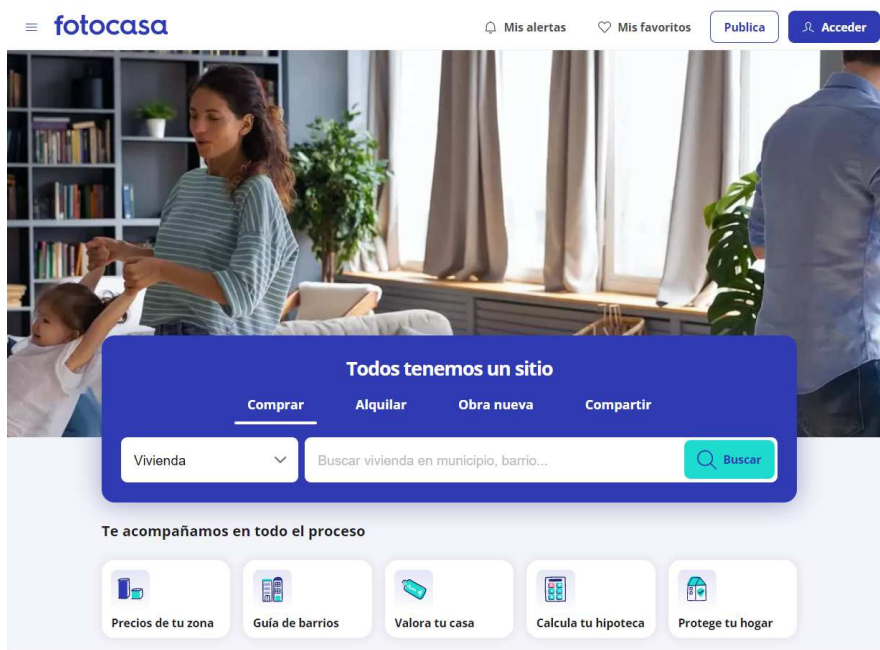 fotocasa
Mis alertas
Mis favoritos
Publica
Acceder
Todos tenemos un sitio
Comprar
Alquilar
Obra nueva
Compartir
Vivienda
Buscar vivienda en municipio, barrio...
Buscar
Te acompañamos en todo el proceso
Precios de tu zona
Guía de barrios
Valora tu casa
Calcula tu hipoteca
Protege tu hogar